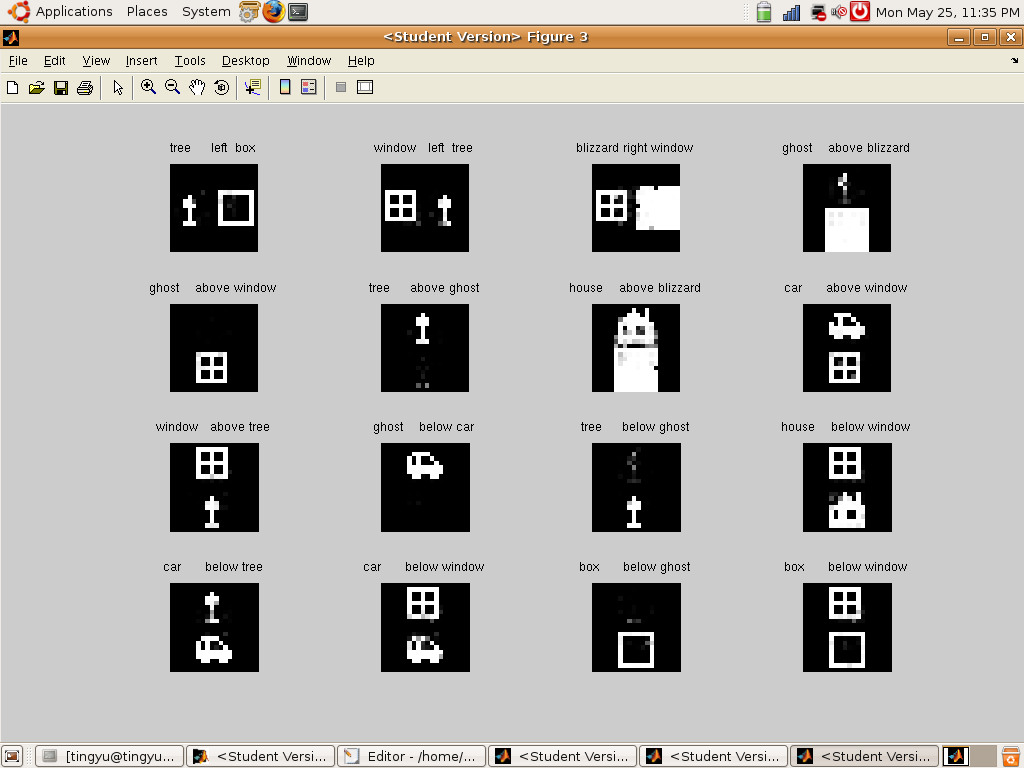 Applications Places System Mon May 25, 11:35 PM
<Student Version> Figure 3
File Edit View Insert Tools Desktop Window Help
tree left box window left tree blizzard right window ghost above blizzard
ghost above window tree above ghost house above blizzard car above window
window above tree ghost below car tree below ghost house below window
car below tree car below window box below ghost box below window
[tingyu@tingyu... <Student Versi... Editor - /home/... <Student Versi... <Student Versi... <Student Versi...